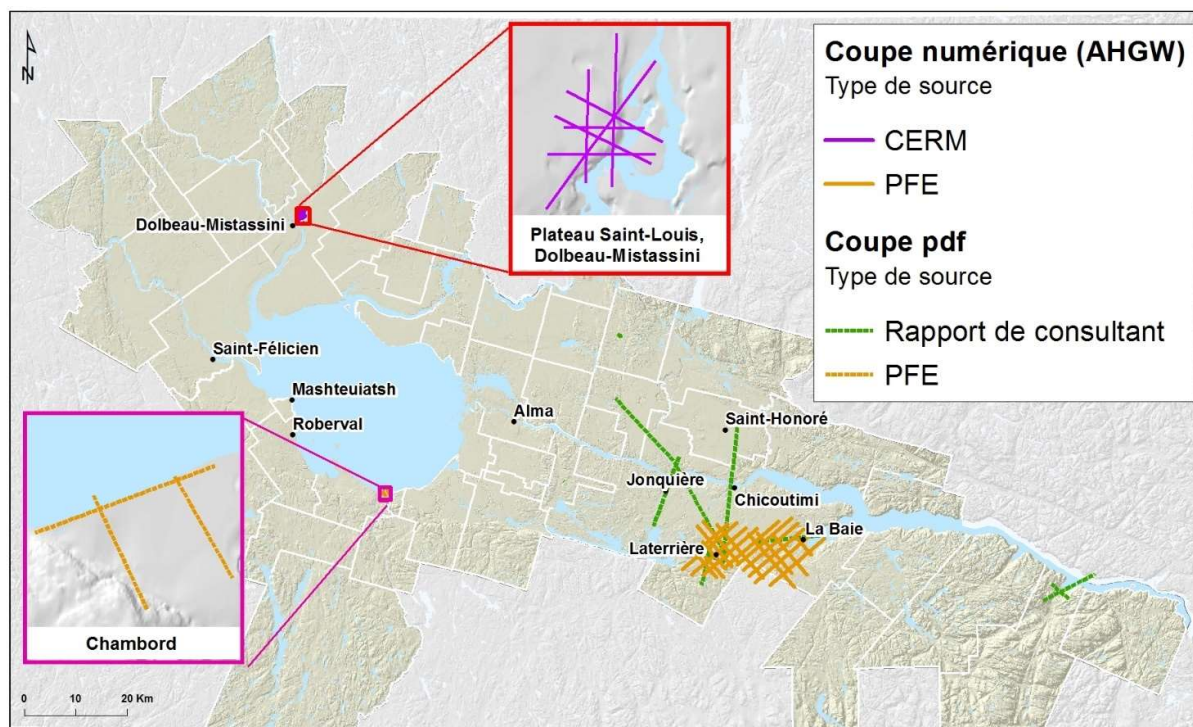 N
Coupe numérique (AHGW)
Type de source
CERM
PFE
Coupe pdf
Type de source
Rapport de consultant
PFE
Plateau Saint-Louis,
Dolbeau-Mistassini
Dolbeau-Mistassini
Saint-Félicien
Mashteuiatsh
Roberval
Alma
Saint-Honoré
Jonquière
Chicoutimi
La Baie
Laterrière
Chambord
0 10 20 Km